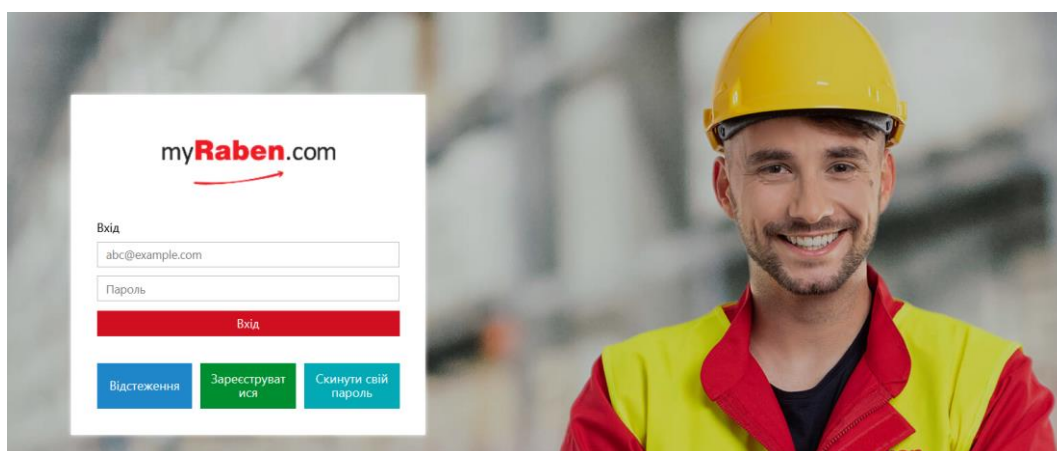 myRaben.com
Вхід
abc@example.com
Пароль
Вхід
Відстеження
Зареєструват
ися
Скинути свій
пароль